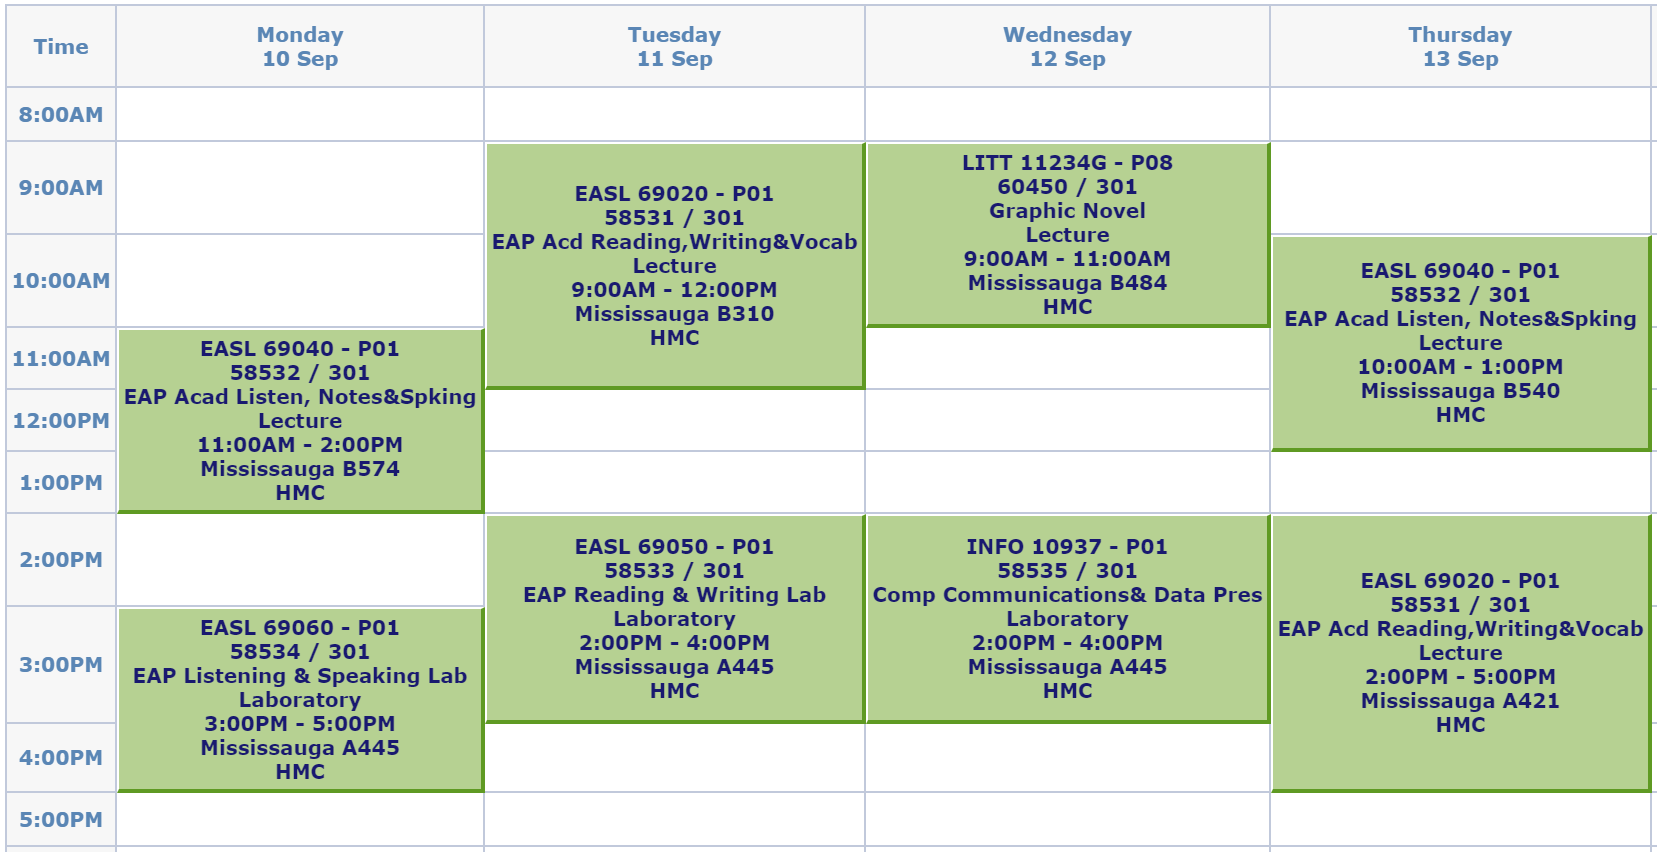 Time
Monday
10 Sep
Tuesday
11 Sep
Wednesday
12 Sep
Thursday
13 Sep
8:00AM
9:00AM
10:00AM
11:00AM
12:00PM
1:00PM
2:00PM
3:00PM
4:00PM
5:00PM
EASL 69040 - P01
58532 / 301
EAP Acad Listen, Notes&Spking
Lecture
11:00AM - 2:00PM
Mississauga B574
HMC
EASL 69060 - P01
58534 / 301
EAP Listening & Speaking Lab
Laboratory
3:00PM - 5:00PM
Mississauga A445
HMC
EASL 69020 - P01
58531 / 301
EAP Acd Reading,Writing&Vocab
Lecture
9:00AM - 12:00PM
Mississauga B310
HMC
EASL 69050 - P01
58533 / 301
EAP Reading & Writing Lab
Laboratory
2:00PM - 4:00PM
Mississauga A445
HMC
LITT 11234G - P08
60450 / 301
Graphic Novel
Lecture
9:00AM - 11:00AM
Mississauga B484
HMC
INFO 10937 - P01
58535 / 301
Comp Communications& Data Pres
Laboratory
2:00PM - 4:00PM
Mississauga A445
HMC
EASL 69040 - P01
58532 / 301
EAP Acad Listen, Notes&Spking
Lecture
10:00AM - 1:00PM
Mississauga B540
HMC
EASL 69020 - P01
58531 / 301
EAP Acd Reading,Writing&Vocab
Lecture
2:00PM - 5:00PM
Mississauga A421
HMC